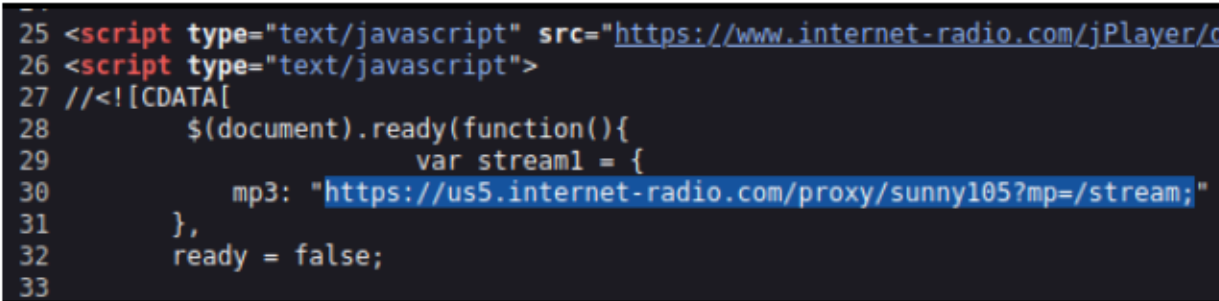 25 <script type="text/javascript" src="https://www.internet-radio.com/jPlayer/
26 <script type="text/javascript">
27 //<![CDATA[
28 $(document).ready(function(){
29 var stream1 = {
30 mp3: "https://us5.internet-radio.com/proxy/sunny105?mp=/stream;"
31 },
32 ready = false;
33